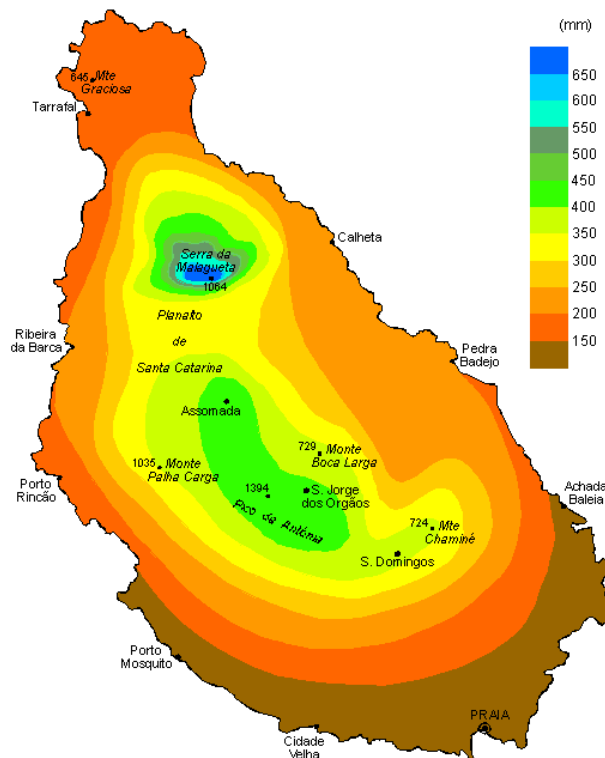 (mm)
650
600
550
500
450
400
350
300
250
200
150
645 Mte
Graciosa
Tarrafal
Calheta
Serra da
Malagueta
1064
Planalto
de
Santa Catarina
Ribeira
da Barca
Pedra
Badejo
Assomada
729 Monte
Boca Larga
1035 Monte
Palha Carga
Porto
Rincão
1394
Pico da Antónia
S. Jorge
dos Orgãos
Achada
Baleia
724 Mte
Chaminé
S. Domingos
Porto
Mosquito
PRAIA
Cidade
Velha